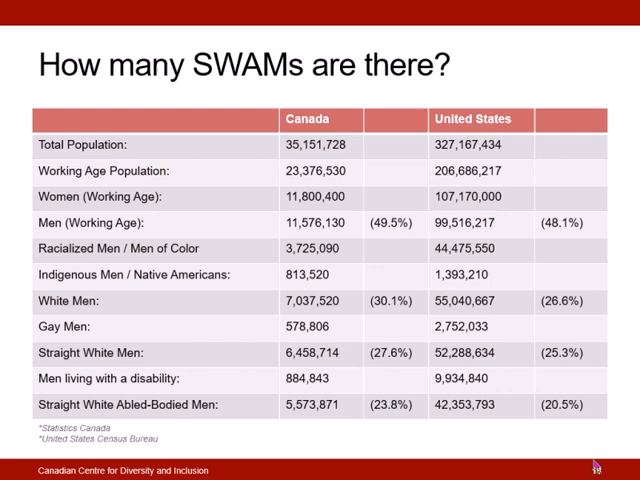 How many SWAMs are there?
Canada United States
Total Population: 35,151,728 327,167,434
Working Age Population: 23,376,530 206,686,217
Women (Working Age): 11,800,400 107,170,000
Men (Working Age): 11,576,130 (49.5%) 99,516,217 (48.1%)
Racialized Men / Men of Color 3,725,090 44,475,550
Indigenous Men / Native Americans: 813,520 1,393,210
White Men: 7,037,520 (30.1%) 55,040,667 (26.6%)
Gay Men: 578,806 2,752,033
Straight White Men: 6,458,714 (27.6%) 52,288,634 (25.3%)
Men living with a disability: 884,843 9,934,840
Straight White Abled-Bodied Men: 5,573,871 (23.8%) 42,353,793 (20.5%)
*Statistics Canada
*United States Census Bureau
Canadian Centre for Diversity and Inclusion